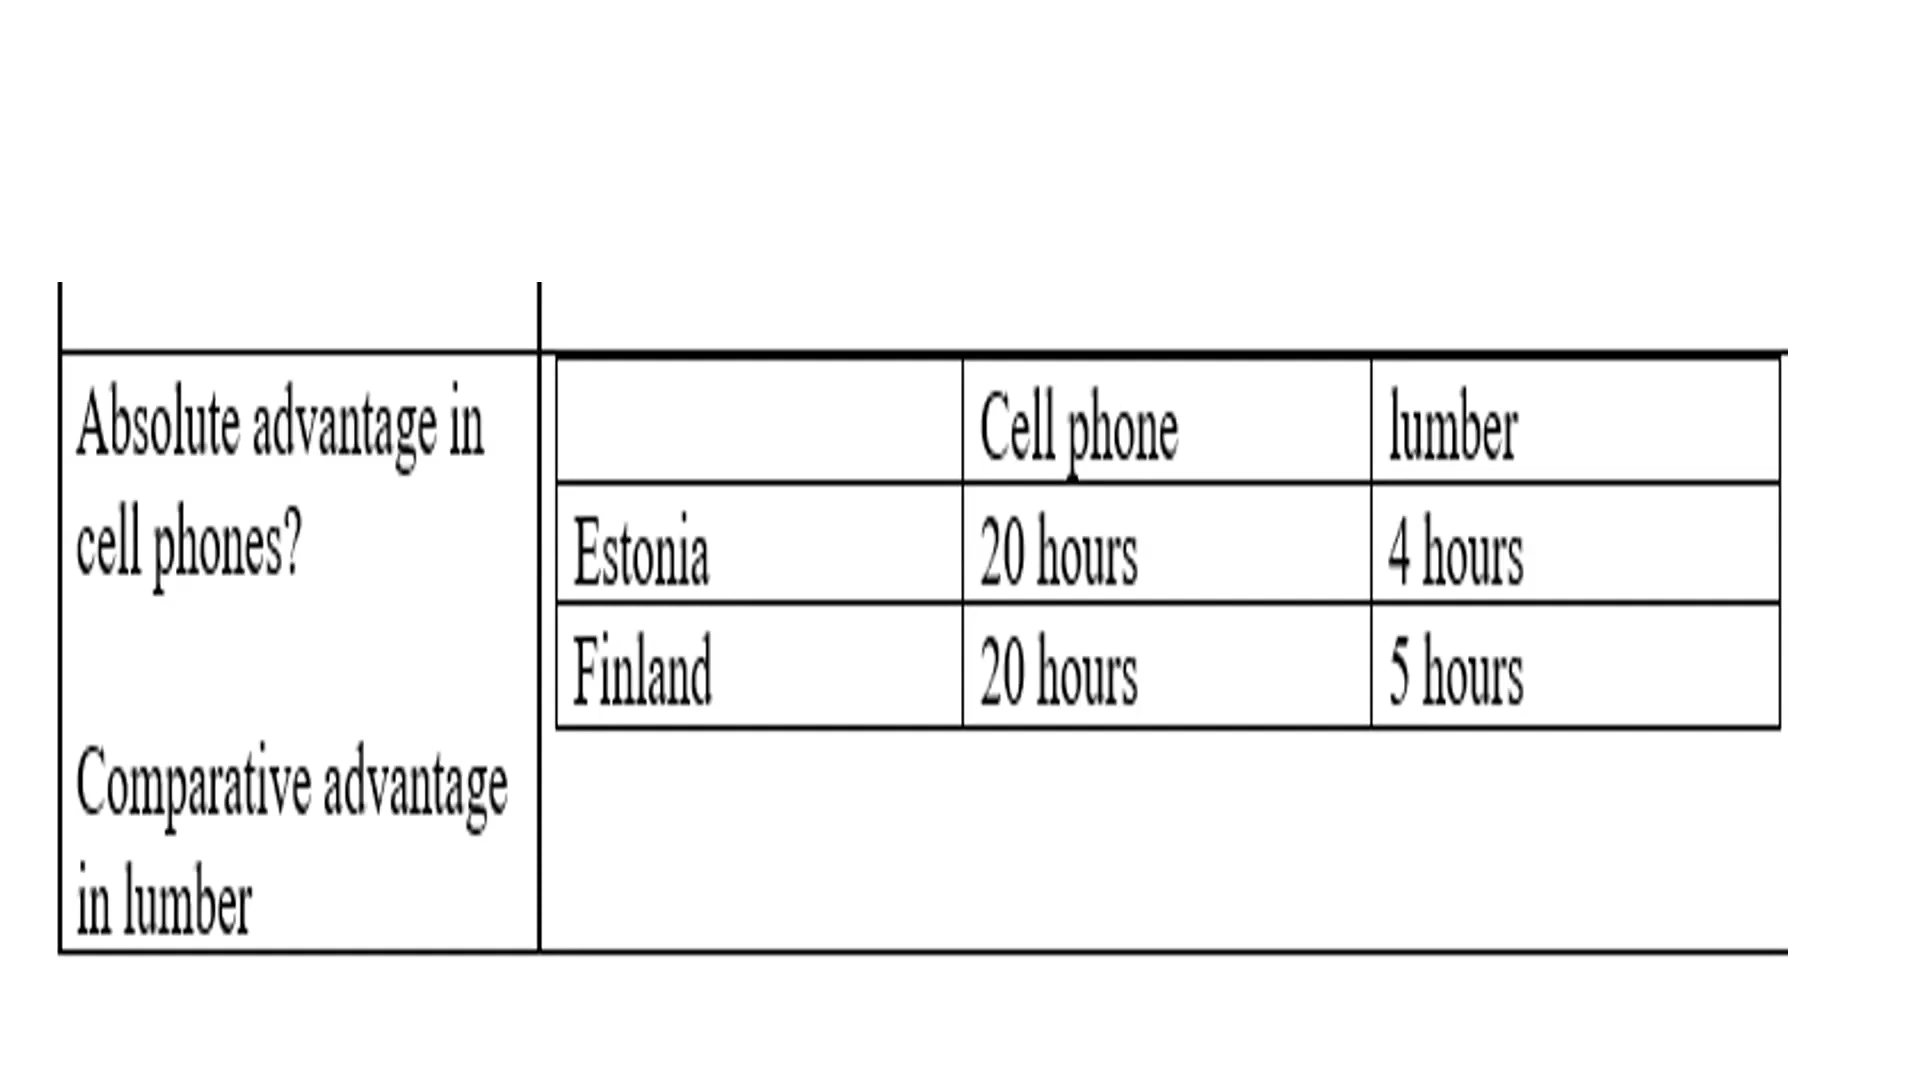 Absolute advantage in
cell phones?
Comparative advantage
in lumber
Cell phone lumber
Estonia 20 hours 4 hours
Finland 20 hours 5 hours